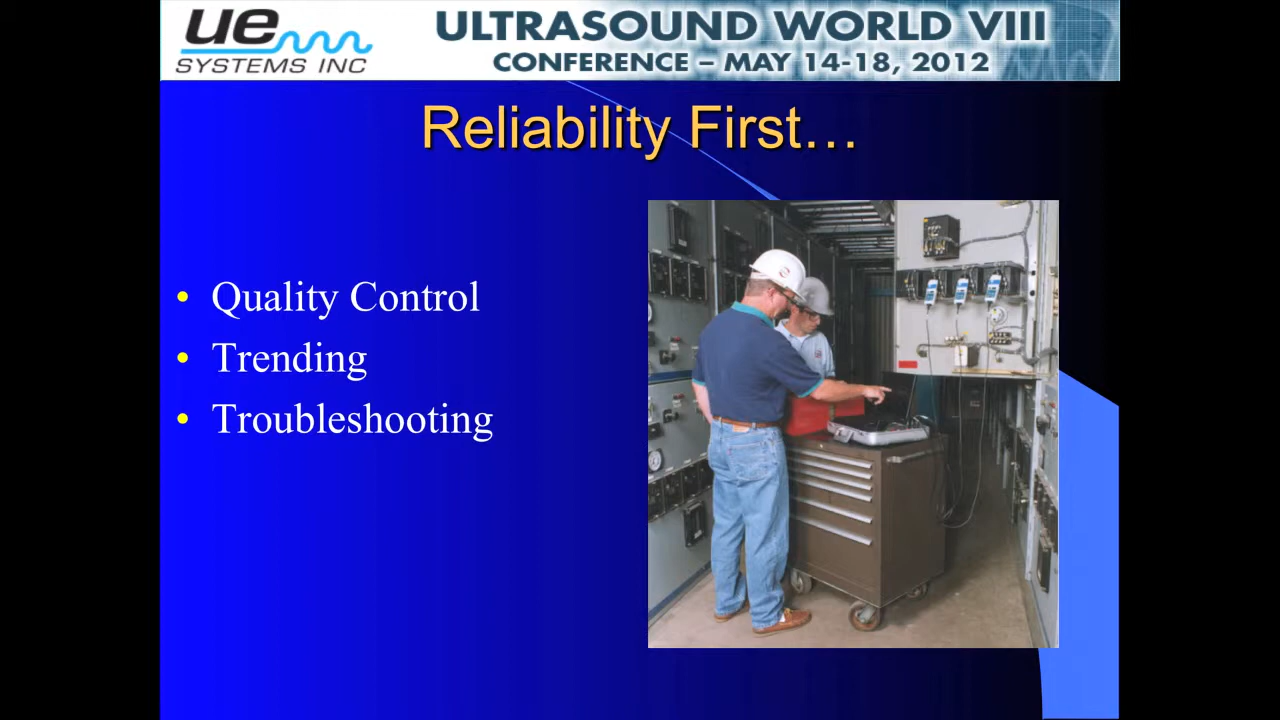 ue
SYSTEMS INC
ULTRASOUND WORLD VIII
CONFERENCE – MAY 14-18, 2012
Reliability First…
• Quality Control
• Trending
• Troubleshooting